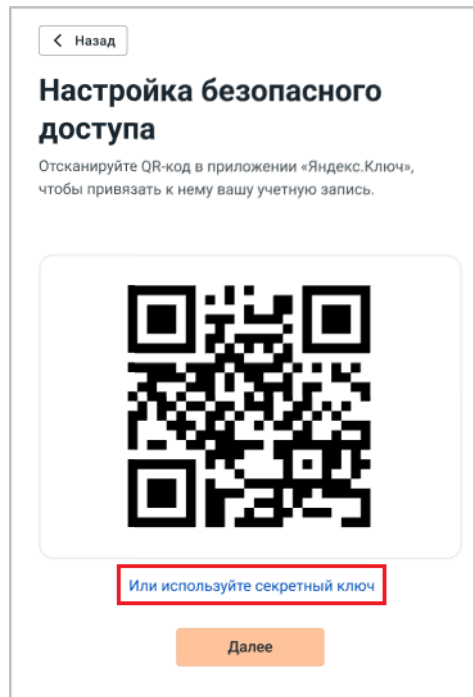 Назад
Настройка безопасного
доступа
Отсканируйте QR-код в приложении «Яндекс.Ключ»,
чтобы привязать к нему вашу учетную запись.
Или используйте секретный ключ
Далее